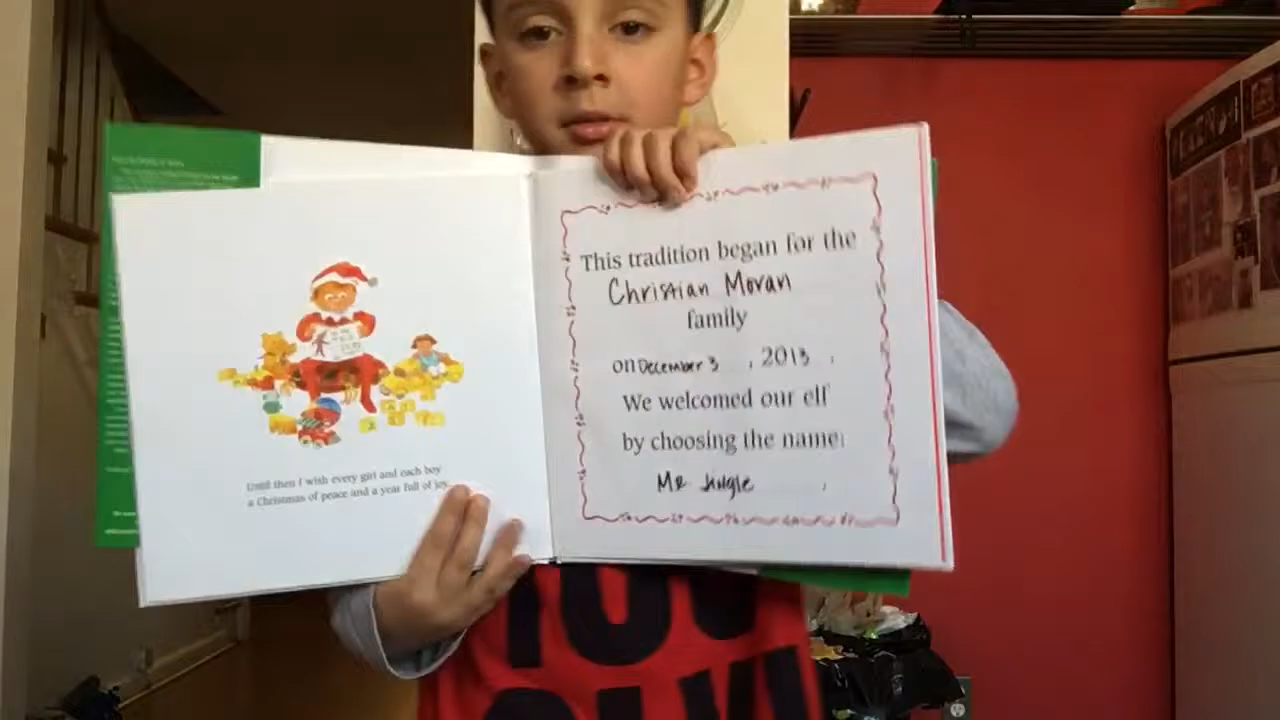 Until then I wish every girl and each boy
a Christmas of peace and a year full of joy.
This tradition began for the
Christian Moran
family
on December 3, 2013.
We welcomed our elf
by choosing the name:
Mr Jingle
YOU